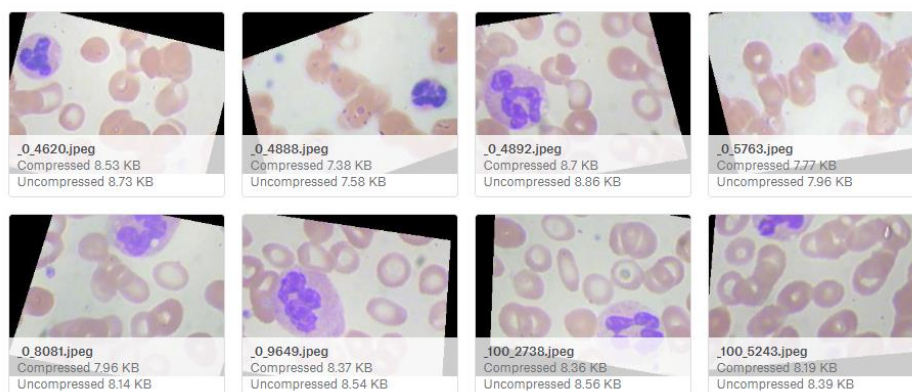 _0_4620.jpeg
Compressed 8.53 KB
Uncompressed 8.73 KB
_0_4888.jpeg
Compressed 7.38 KB
Uncompressed 7.58 KB
_0_4892.jpeg
Compressed 8.7 KB
Uncompressed 8.86 KB
_0_5763.jpeg
Compressed 7.77 KB
Uncompressed 7.96 KB
_0_8081.jpeg
Compressed 7.96 KB
Uncompressed 8.14 KB
_0_9649.jpeg
Compressed 8.37 KB
Uncompressed 8.54 KB
_100_2738.jpeg
Compressed 8.36 KB
Uncompressed 8.56 KB
_100_5243.jpeg
Compressed 8.19 KB
Uncompressed 8.39 KB